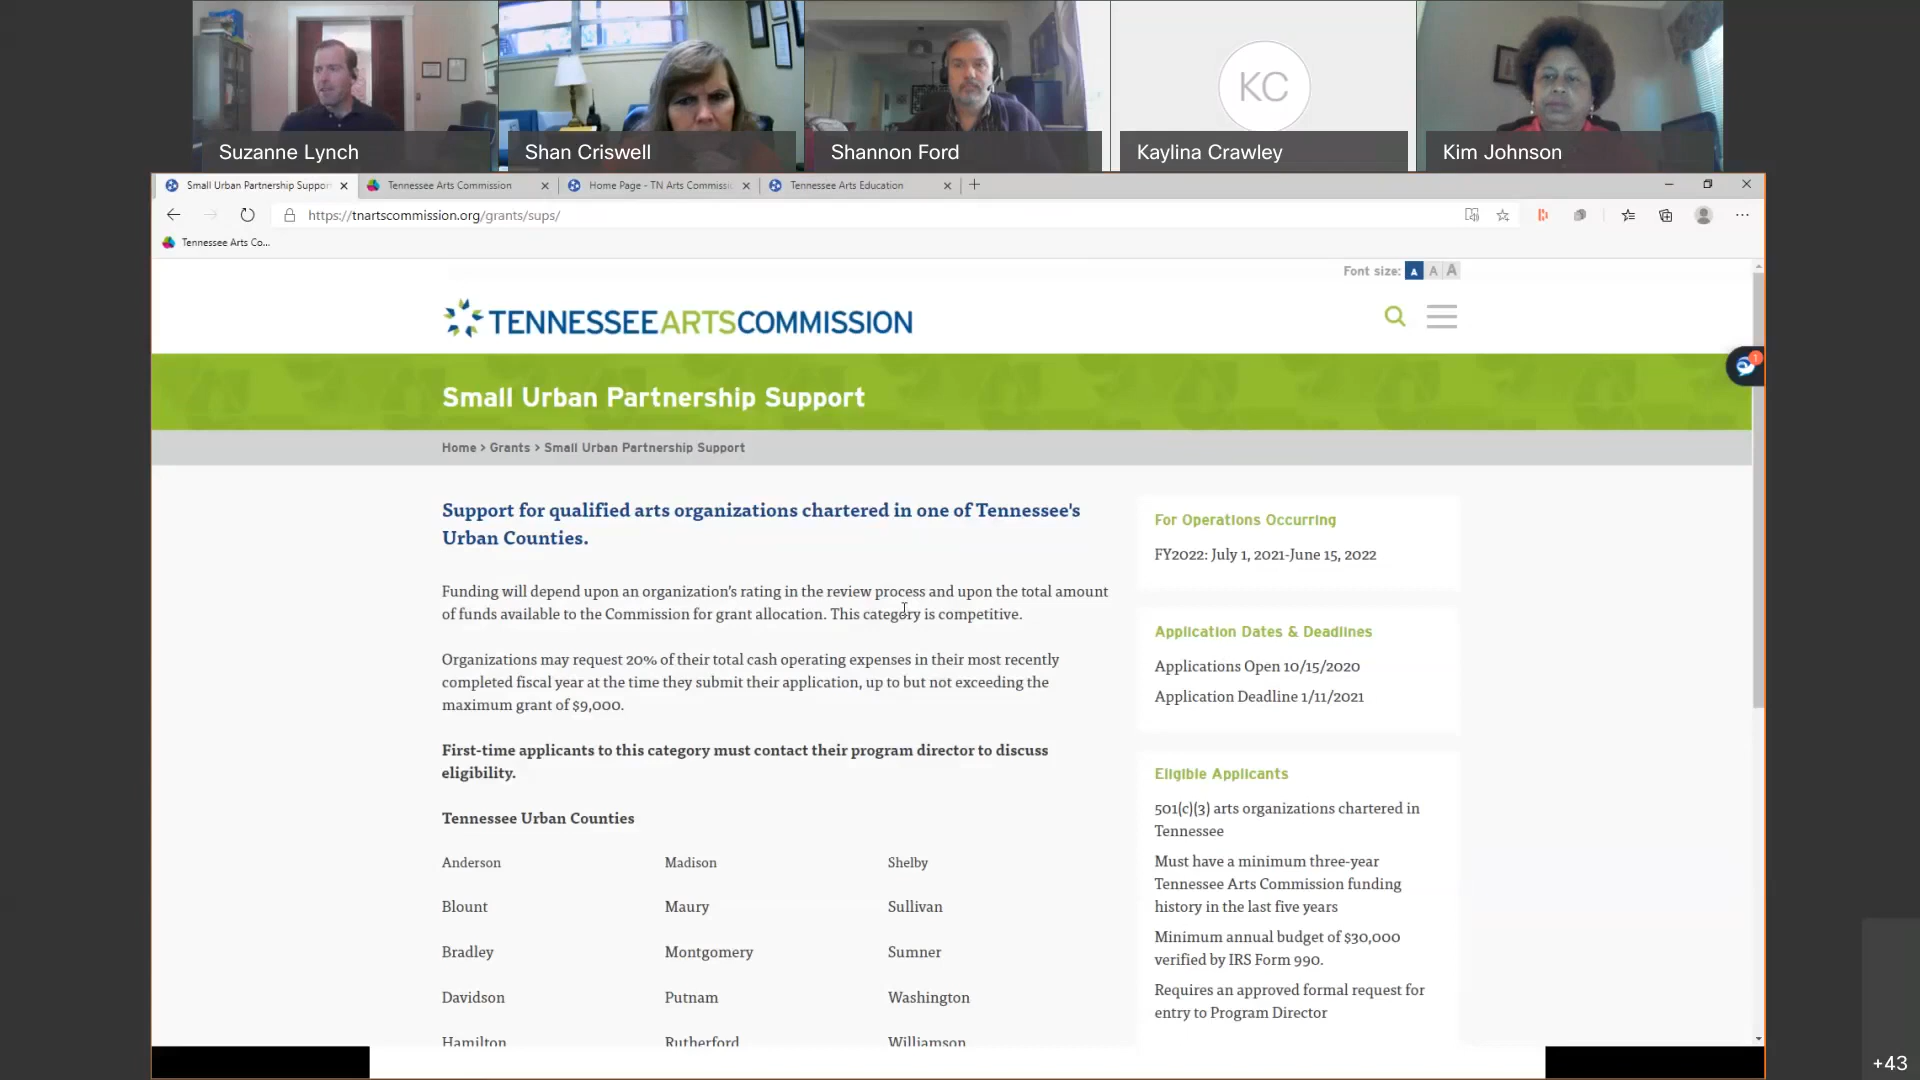 KC
Suzanne Lynch
Shan Criswell
Shannon Ford
Kaylina Crawley
Kim Johnson
Small Urban Partnership Suppor
Tennessee Arts Commission
Home Page - TN Arts Commissi
Tennessee Arts Education
https://tnartscommission.org/grants/sups/
Tennessee Arts Co...
Font size: A A A
TENNESSEEARTSCOMMISSION
1
Small Urban Partnership Support
Home > Grants > Small Urban Partnership Support
Support for qualified arts organizations chartered in one of Tennessee's
Urban Counties.
Funding will depend upon an organization's rating in the review process and upon the total amount
of funds available to the Commission for grant allocation. This category is competitive.
Organizations may request 20% of their total cash operating expenses in their most recently
completed fiscal year at the time they submit their application, up to but not exceeding the
maximum grant of $9,000.
First-time applicants to this category must contact their program director to discuss
eligibility.
Tennessee Urban Counties
Anderson Madison Shelby
Blount Maury Sullivan
Bradley Montgomery Sumner
Davidson Putnam Washington
Hamilton Rutherford Williamson
For Operations Occurring
FY2022: July 1, 2021-June 15, 2022
Application Dates & Deadlines
Applications Open 10/15/2020
Application Deadline 1/11/2021
Eligible Applicants
501(c)(3) arts organizations chartered in
Tennessee
Must have a minimum three-year
Tennessee Arts Commission funding
history in the last five years
Minimum annual budget of $30,000
verified by IRS Form 990.
Requires an approved formal request for
entry to Program Director
+43